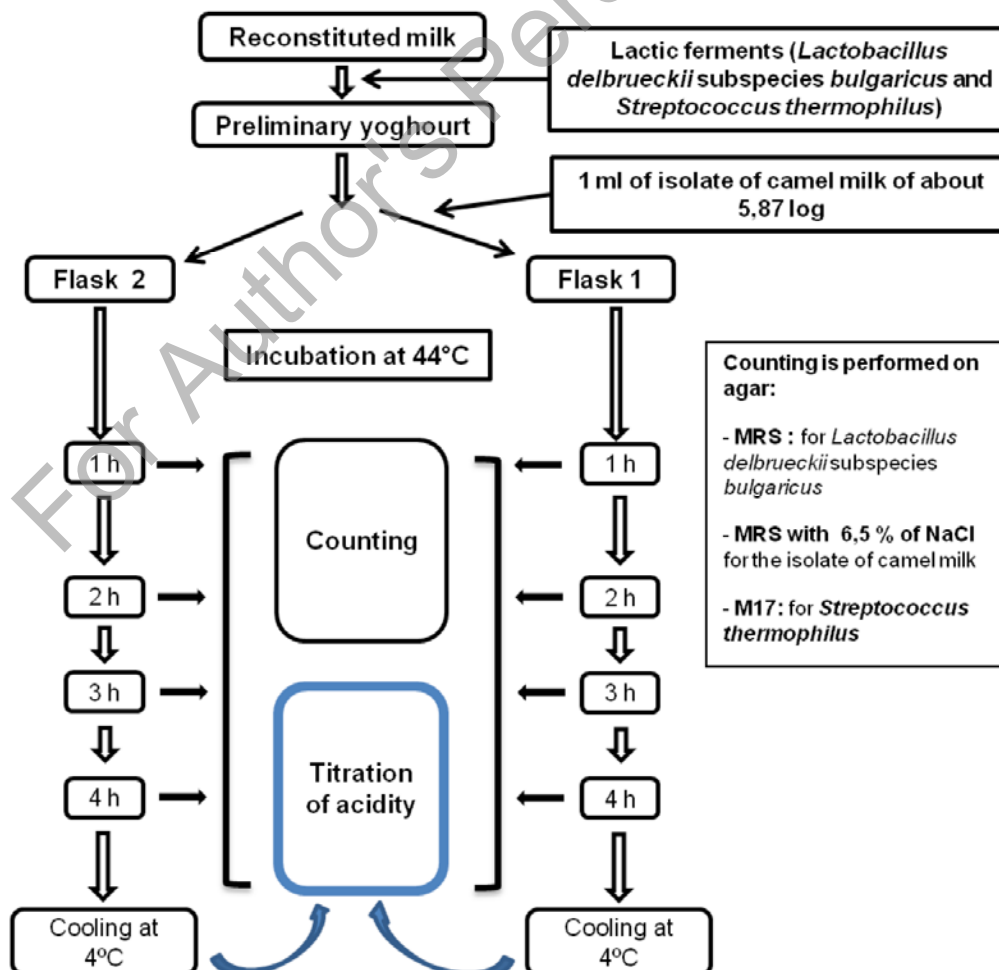 Reconstituted milk
Lactic ferments (Lactobacillus
delbrueckii subspecies bulgaricus and
Streptococcus thermophilus)
Preliminary yoghourt
1 ml of isolate of camel milk of about
5,87 log
Flask 2
Flask 1
Incubation at 44°C
Counting is performed on
agar:
- MRS : for Lactobacillus
delbrueckii subspecies
bulgaricus
- MRS with 6,5 % of NaCl
for the isolate of camel milk
- M17: for Streptococcus
thermophilus
1 h
1 h
Counting
2 h
2 h
3 h
3 h
Titration
of acidity
4 h
4 h
Cooling at
4ºC
Cooling at
4ºC
For Author's Per